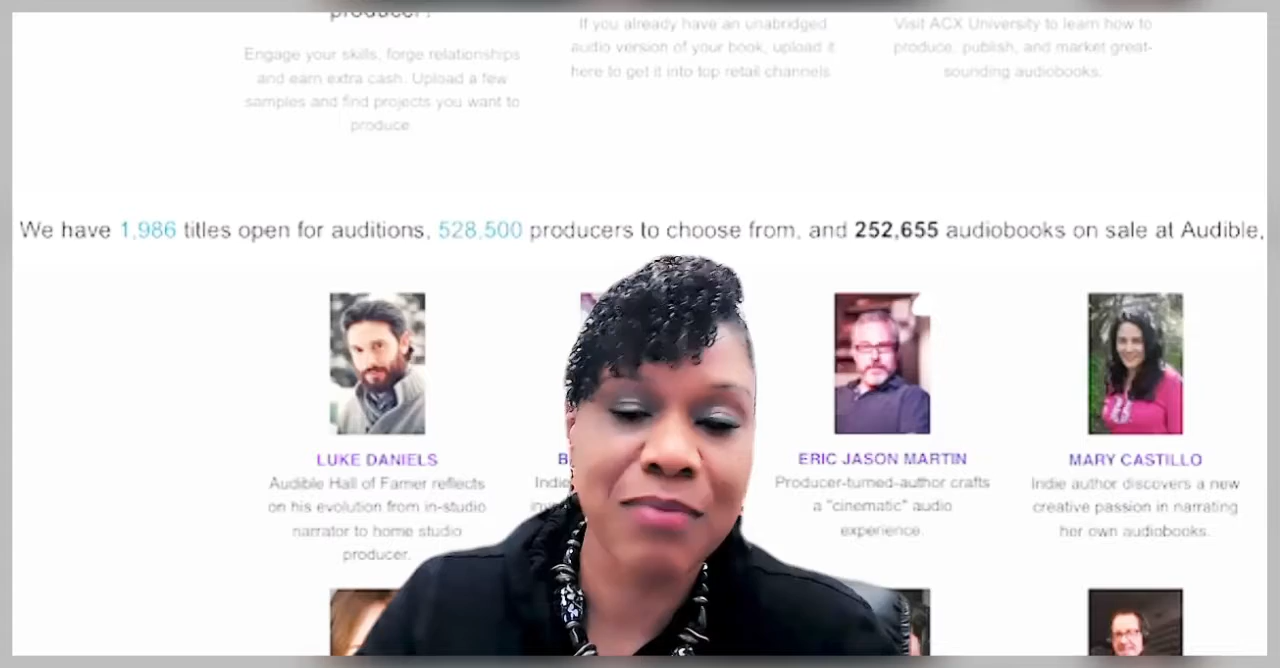 producer?
Engage your skills, forge relationships
and earn extra cash. Upload a few
samples and find projects you want to
produce.
If you already have an unabridged
audio version of your book, upload it
here to get it into top retail channels.
Visit ACX University to learn how to
produce, publish, and market great-
sounding audiobooks.
We have 1,986 titles open for auditions, 528,500 producers to choose from, and 252,655 audiobooks on sale at Audible,
LUKE DANIELS
Audible Hall of Famer reflects
on his evolution from in-studio
narrator to home studio
producer.
B
Indie
ERIC JASON MARTIN
Producer-turned-author crafts
a "cinematic" audio
experience.
MARY CASTILLO
Indie author discovers a new
creative passion in narrating
her own audiobooks.